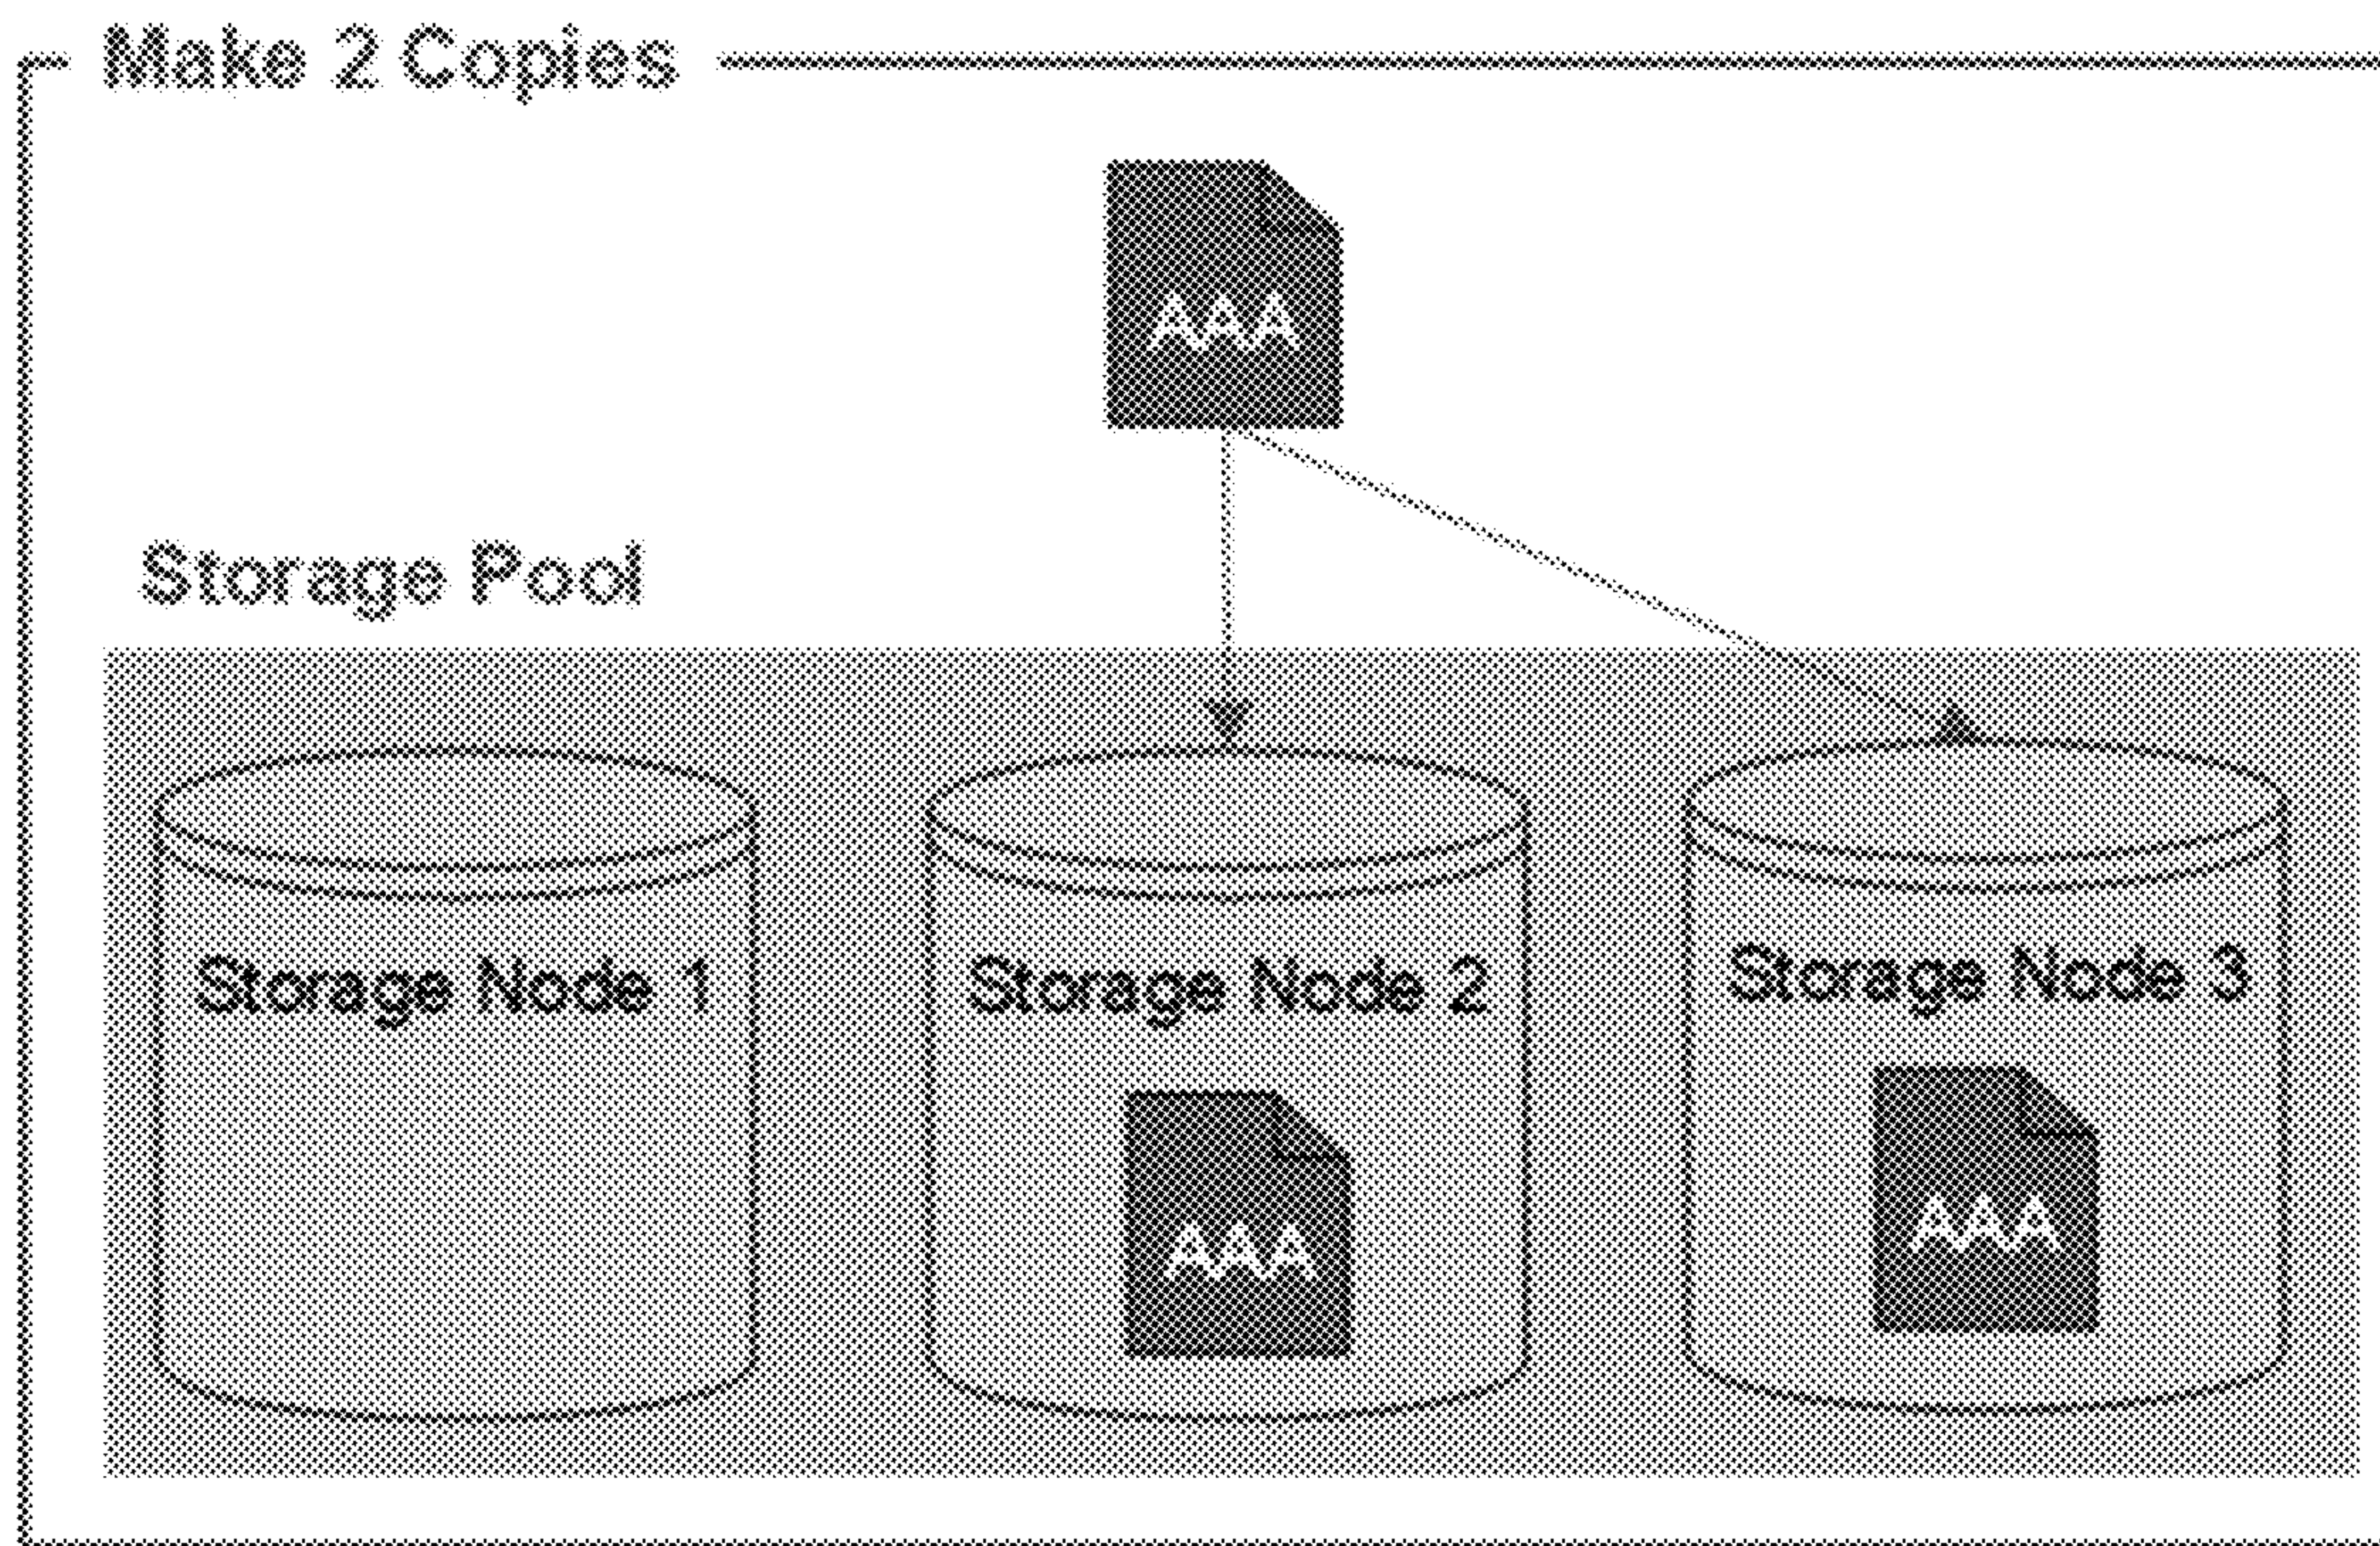 Make 2 Copies
AAA
Storage Pool
Storage Node 1
Storage Node 2
Storage Node 3
AAA
AAA